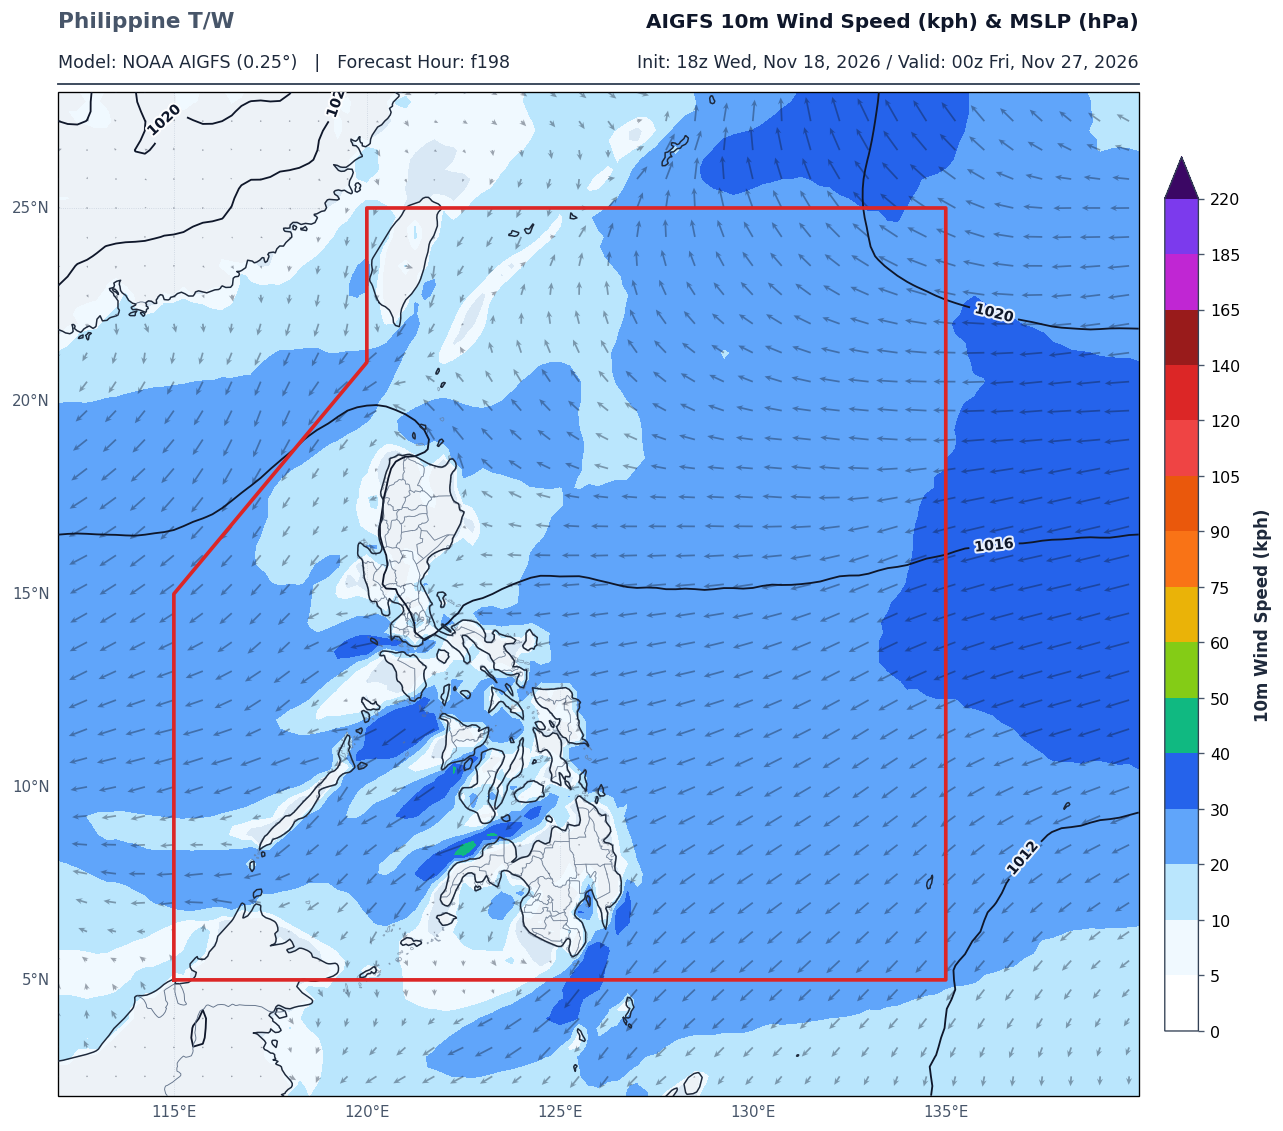 Philippine T/W
AIGFS 10m Wind Speed (kph) & MSLP (hPa)
Model: NOAA AIGFS (0.25°) | Forecast Hour: f198
Init: 18z Wed, Nov 18, 2026 / Valid: 00z Fri, Nov 27, 2026
1020
102
25°N
20°N
15°N
10°N
5°N
1020
1016
1012
115°E
120°E
125°E
130°E
135°E
220
185
165
140
120
105
90
75
60
50
40
30
20
10
5
0
10m Wind Speed (kph)